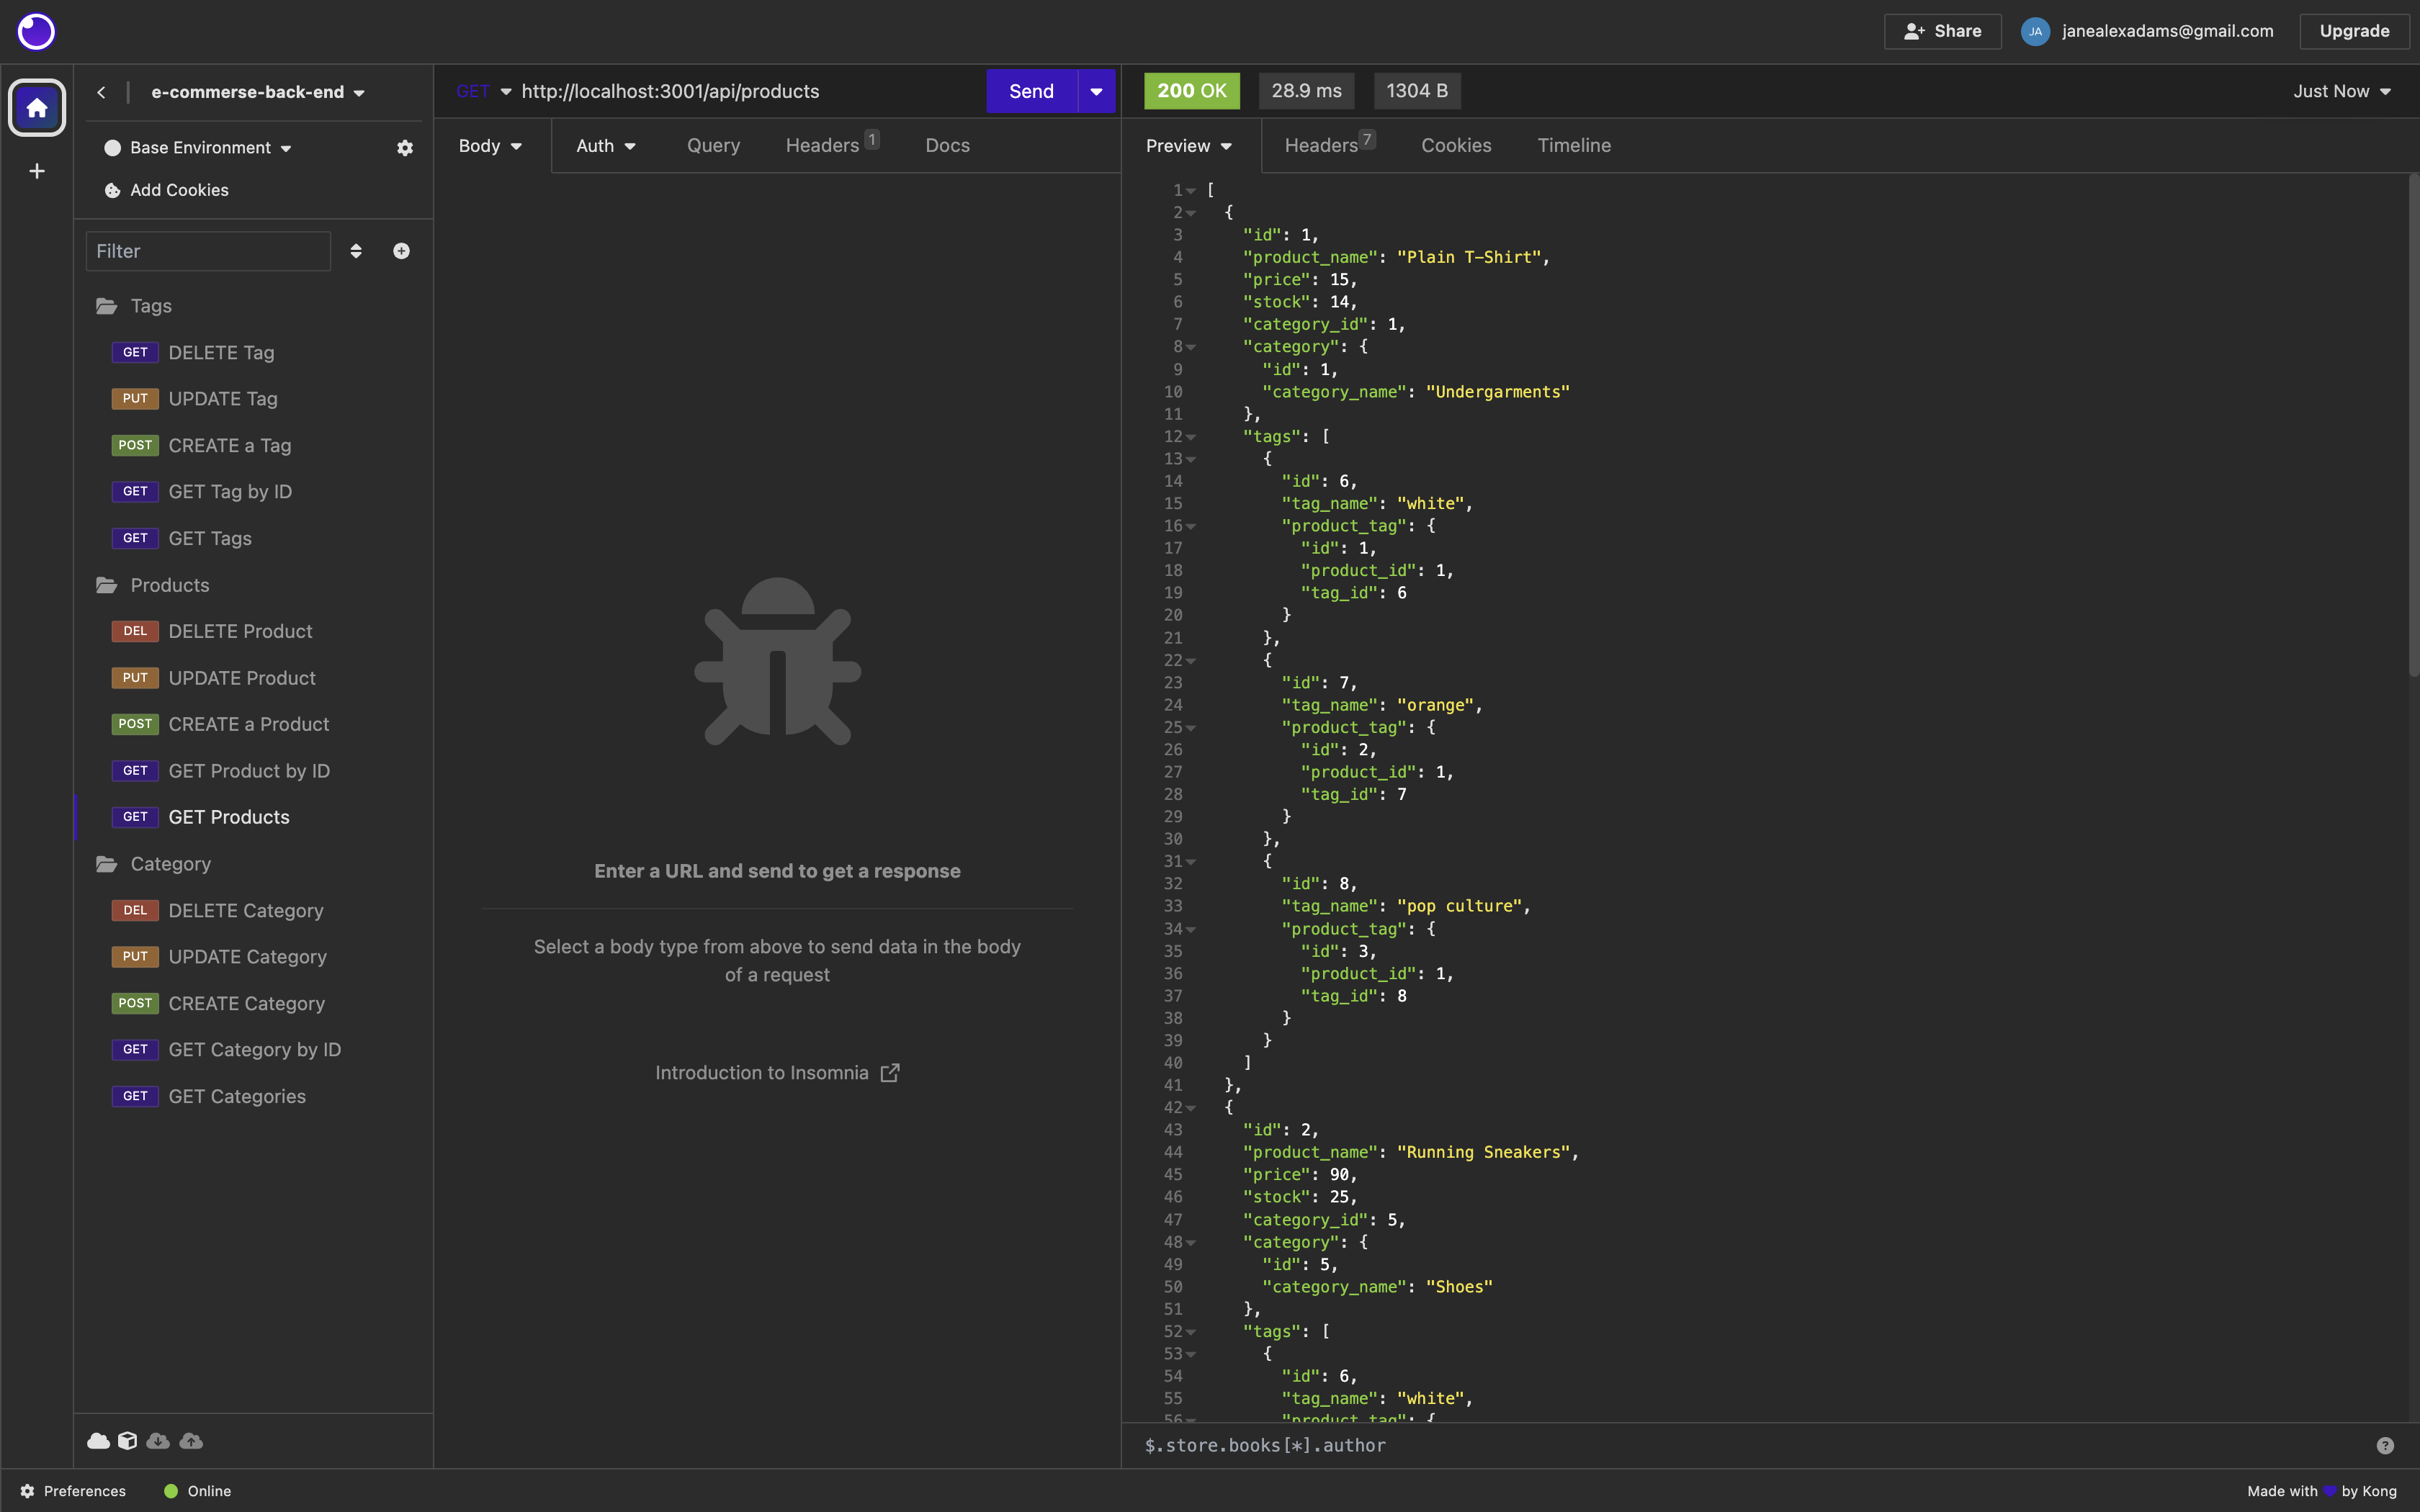 Share
JA
janealexadams@gmail.com
Upgrade
e-commerse-back-end
Base Environment
Add Cookies
Filter
Tags
GET DELETE Tag
PUT UPDATE Tag
POST CREATE a Tag
GET GET Tag by ID
GET GET Tags
Products
DEL DELETE Product
PUT UPDATE Product
POST CREATE a Product
GET GET Product by ID
GET GET Products
Category
DEL DELETE Category
PUT UPDATE Category
POST CREATE Category
GET GET Category by ID
GET GET Categories
GET http://localhost:3001/api/products Send
Body Auth Query Headers 1 Docs
Enter a URL and send to get a response
Select a body type from above to send data in the body
of a request
Introduction to Insomnia
200 OK 28.9 ms 1304 B Just Now
Preview Headers 7 Cookies Timeline
1 [
2 {
3 "id": 1,
4 "product_name": "Plain T-Shirt",
5 "price": 15,
6 "stock": 14,
7 "category_id": 1,
8 "category": {
9 "id": 1,
10 "category_name": "Undergarments"
11 },
12 "tags": [
13 {
14 "id": 6,
15 "tag_name": "white",
16 "product_tag": {
17 "id": 1,
18 "product_id": 1,
19 "tag_id": 6
20 }
21 },
22 {
23 "id": 7,
24 "tag_name": "orange",
25 "product_tag": {
26 "id": 2,
27 "product_id": 1,
28 "tag_id": 7
29 }
30 },
31 {
32 "id": 8,
33 "tag_name": "pop culture",
34 "product_tag": {
35 "id": 3,
36 "product_id": 1,
37 "tag_id": 8
38 }
39 }
40 ]
41 },
42 {
43 "id": 2,
44 "product_name": "Running Sneakers",
45 "price": 90,
46 "stock": 25,
47 "category_id": 5,
48 "category": {
49 "id": 5,
50 "category_name": "Shoes"
51 },
52 "tags": [
53 {
54 "id": 6,
55 "tag_name": "white",
56 "product_tag": {
$.store.books[*].author
?
Preferences
Online
Made with 💜 by Kong